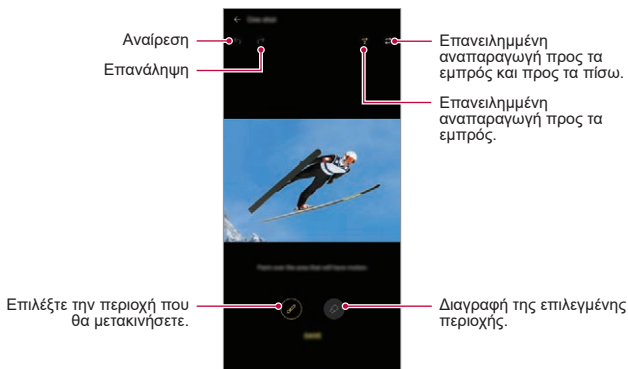 Αναίρεση
Επανάληψη
Επανειλημμένη
αναπαραγωγή προς τα
εμπρός και προς τα πίσω.
Επανειλημμένη
αναπαραγωγή προς τα
εμπρός.
Επιλέξτε την περιοχή που
θα μετακινήσετε.
Διαγραφή της επιλεγμένης
περιοχής.